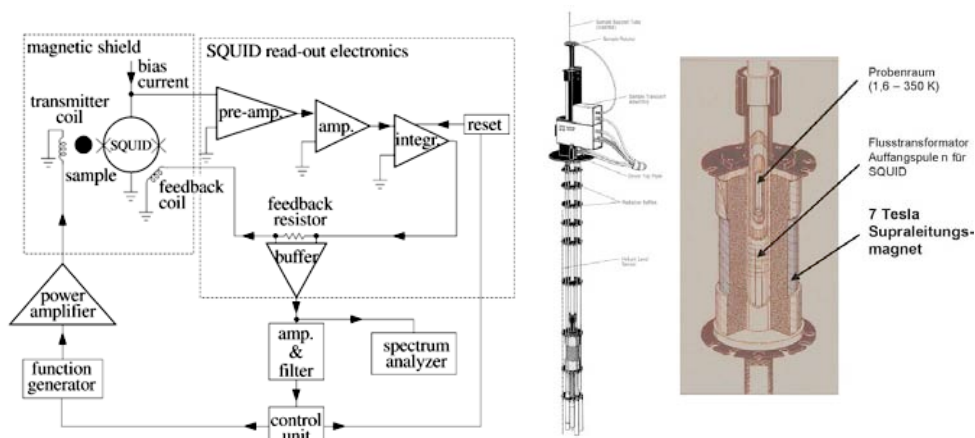 magnetic shield
SQUID read-out electronics
bias
current
transmitter
coil
pre-amp.
amp.
integr.
reset
SQUID
sample
feedback
coil
feedback
resistor
buffer
power
amplifier
amp.
&
filter
spectrum
analyzer
function
generator
control
unit
Probenraum
(1,6 – 350 K)
Flusstransformator
Auffangspule n für
SQUID
7 Tesla
Supraleitungs-
magnet